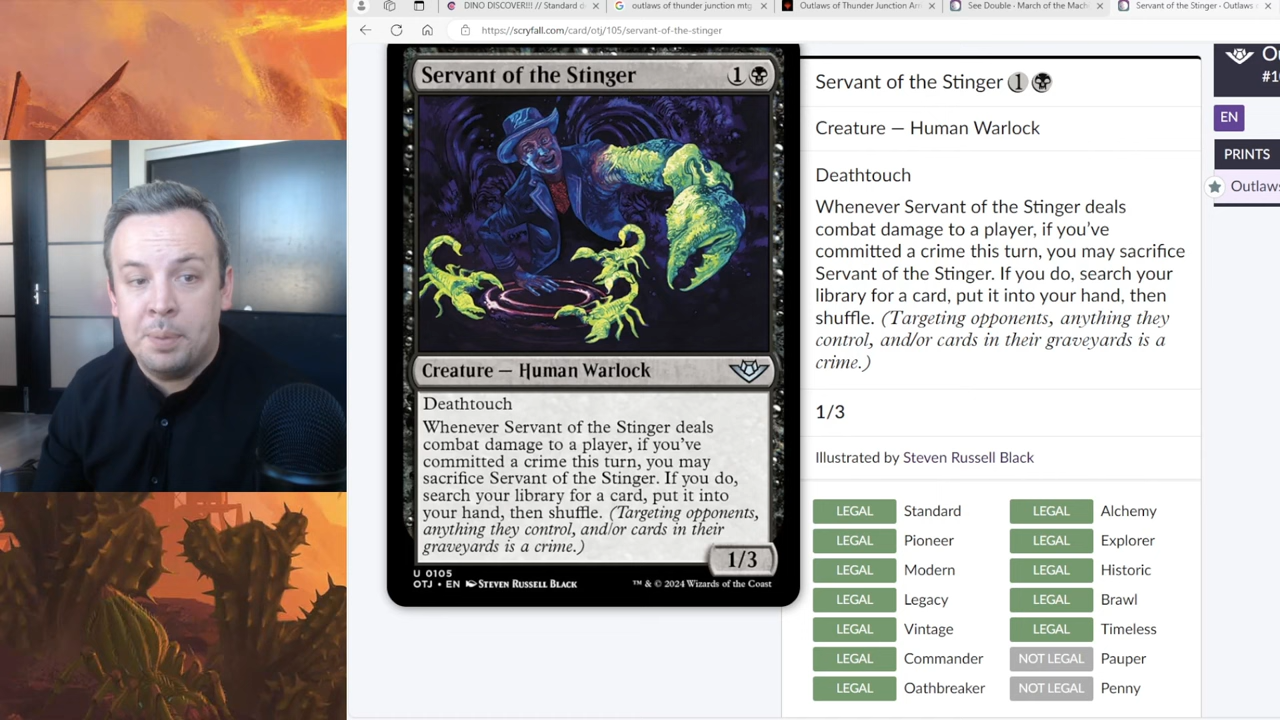 DINO DISCOVER!!! // Standard d
outlaws of thunder junction mtg
Outlaws of Thunder Junction Ar
See Double - March of the Mach
Servant of the Stinger - Outlaws
https://scryfall.com/card/otj/105/servant-of-the-stinger
Servant of the Stinger 1
Creature — Human Warlock
Deathtouch
Whenever Servant of the Stinger deals
combat damage to a player, if you've
committed a crime this turn, you may
sacrifice Servant of the Stinger. If you do,
search your library for a card, put it into
your hand, then shuffle. (Targeting opponents,
anything they control, and/or cards in their
graveyards is a crime.)
1/3
U 0105
OTJ • EN STEVEN RUSSELL BLACK
™ & © 2024 Wizards of the Coast
Servant of the Stinger 1
Creature — Human Warlock
Deathtouch
Whenever Servant of the Stinger deals
combat damage to a player, if you've
committed a crime this turn, you may sacrifice
Servant of the Stinger. If you do, search your
library for a card, put it into your hand, then
shuffle. (Targeting opponents, anything they
control, and/or cards in their graveyards is a
crime.)
1/3
Illustrated by Steven Russell Black
LEGAL Standard LEGAL Alchemy
LEGAL Pioneer LEGAL Explorer
LEGAL Modern LEGAL Historic
LEGAL Legacy LEGAL Brawl
LEGAL Vintage LEGAL Timeless
LEGAL Commander NOT LEGAL Pauper
LEGAL Oathbreaker NOT LEGAL Penny
EN
PRINTS
Outlaws